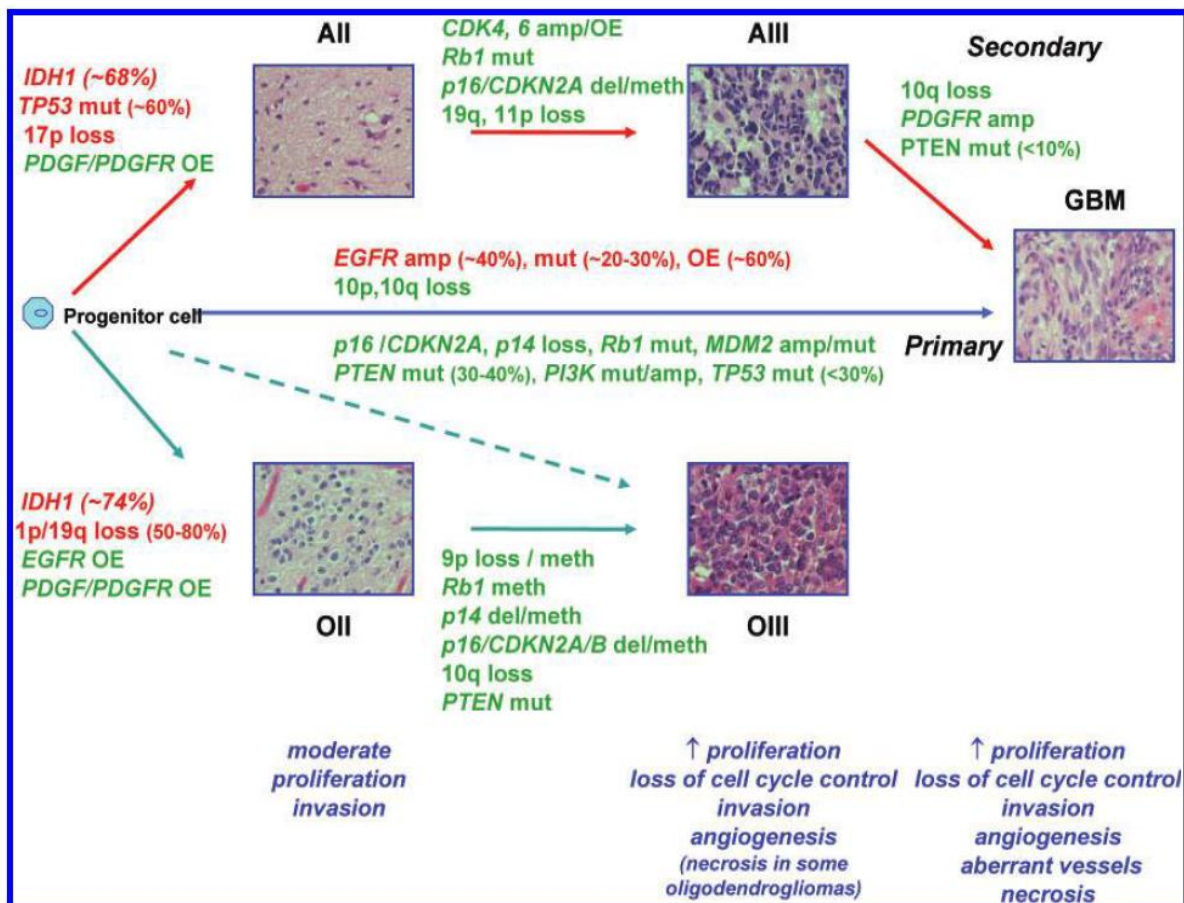 AII
CDK4, 6 amp/OE
Rb1 mut
p16/CDKN2A del/meth
19q, 11p loss
AIII
Secondary
IDH1 (~68%)
TP53 mut (~60%)
17p loss
PDGF/PDGFR OE
10q loss
PDGFR amp
PTEN mut (<10%)
GBM
EGFR amp (~40%), mut (~20-30%), OE (~60%)
10p,10q loss
Progenitor cell
Primary
p16 /CDKN2A, p14 loss, Rb1 mut, MDM2 amp/mut
PTEN mut (30-40%), PI3K mut/amp, TP53 mut (<30%)
IDH1 (~74%)
1p/19q loss (50-80%)
EGFR OE
PDGF/PDGFR OE
OII
9p loss / meth
Rb1 meth
p14 del/meth
p16/CDKN2A/B del/meth
10q loss
PTEN mut
OIII
moderate
proliferation
invasion
↑ proliferation
loss of cell cycle control
invasion
angiogenesis
(necrosis in some
oligodendrogliomas)
↑ proliferation
loss of cell cycle control
invasion
angiogenesis
aberrant vessels
necrosis